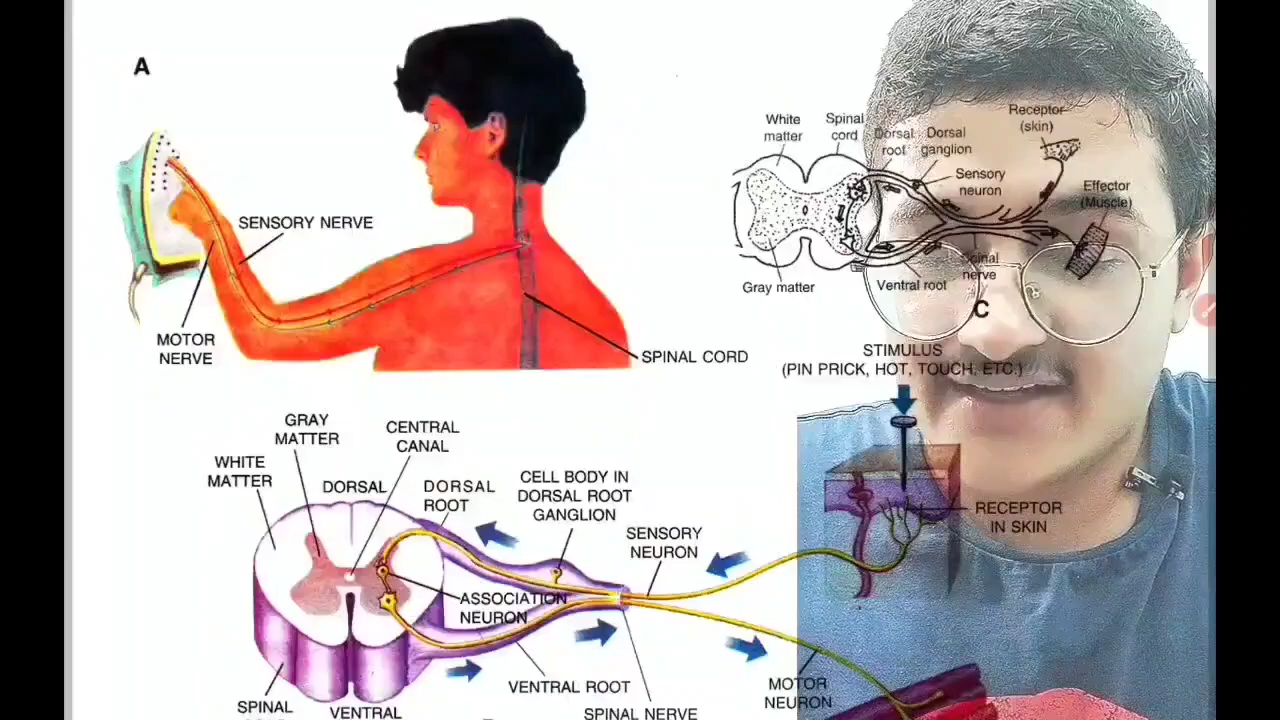 A
SENSORY NERVE
MOTOR
NERVE
SPINAL CORD
White
matter
Spinal
cord
Dorsal
root
Dorsal
ganglion
Receptor
(skin)
Sensory
neuron
Effector
(Muscle)
Spinal
nerve
Gray matter
Ventral root
C
STIMULUS
(PIN PRICK, HOT, TOUCH, ETC.)
RECEPTOR
IN SKIN
GRAY
MATTER
CENTRAL
CANAL
WHITE
MATTER
DORSAL
DORSAL
ROOT
CELL BODY IN
DORSAL ROOT
GANGLION
SENSORY
NEURON
ASSOCIATION
NEURON
VENTRAL ROOT
MOTOR
NEURON
SPINAL
VENTRAL
SPINAL NERVE